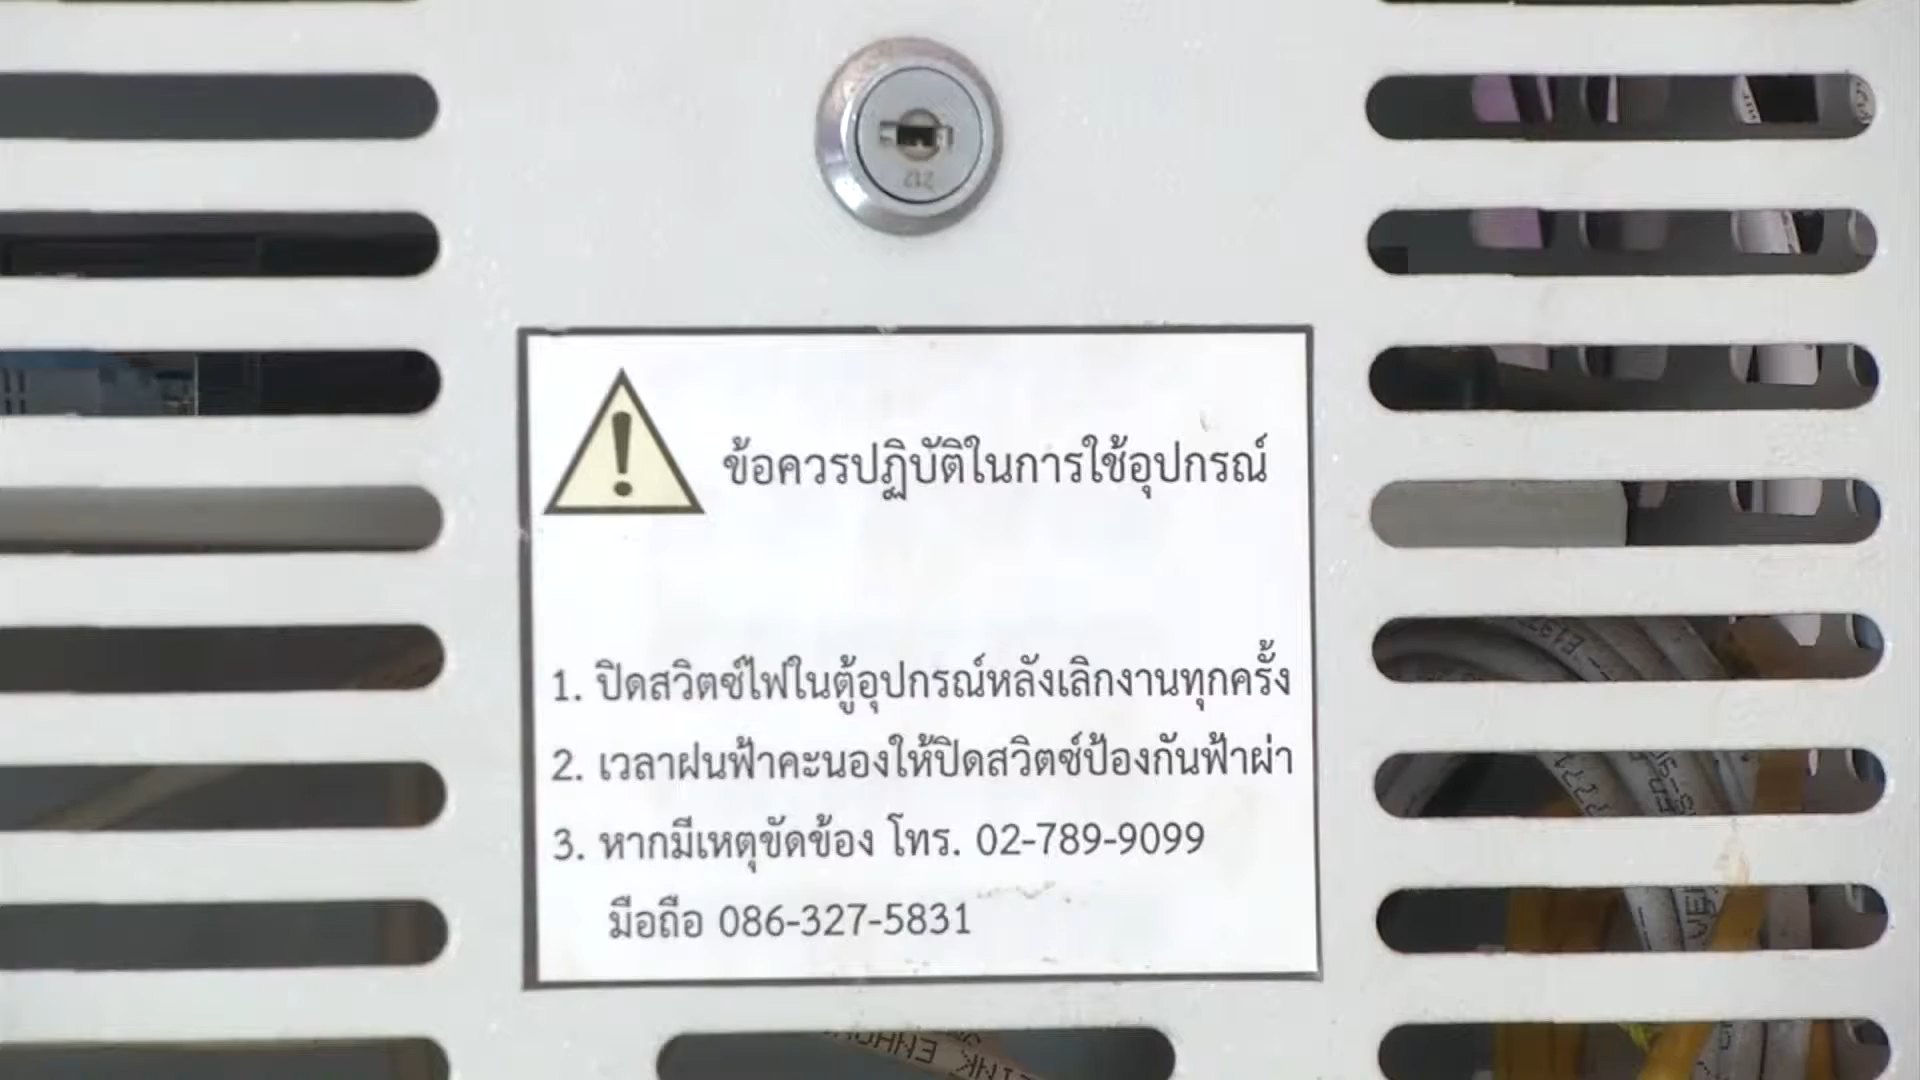 212
ข้อควรปฏิบัติในการใช้อุปกรณ์
1. ปิดสวิตซ์ไฟในตู้อุปกรณ์หลังเลิกงานทุกครั้ง
2. เวลาฝนฟ้าคะนองให้ปิดสวิตซ์ป้องกันฟ้าผ่า
3. หากมีเหตุขัดข้อง โทร. 02-789-9099
มือถือ 086-327-5831